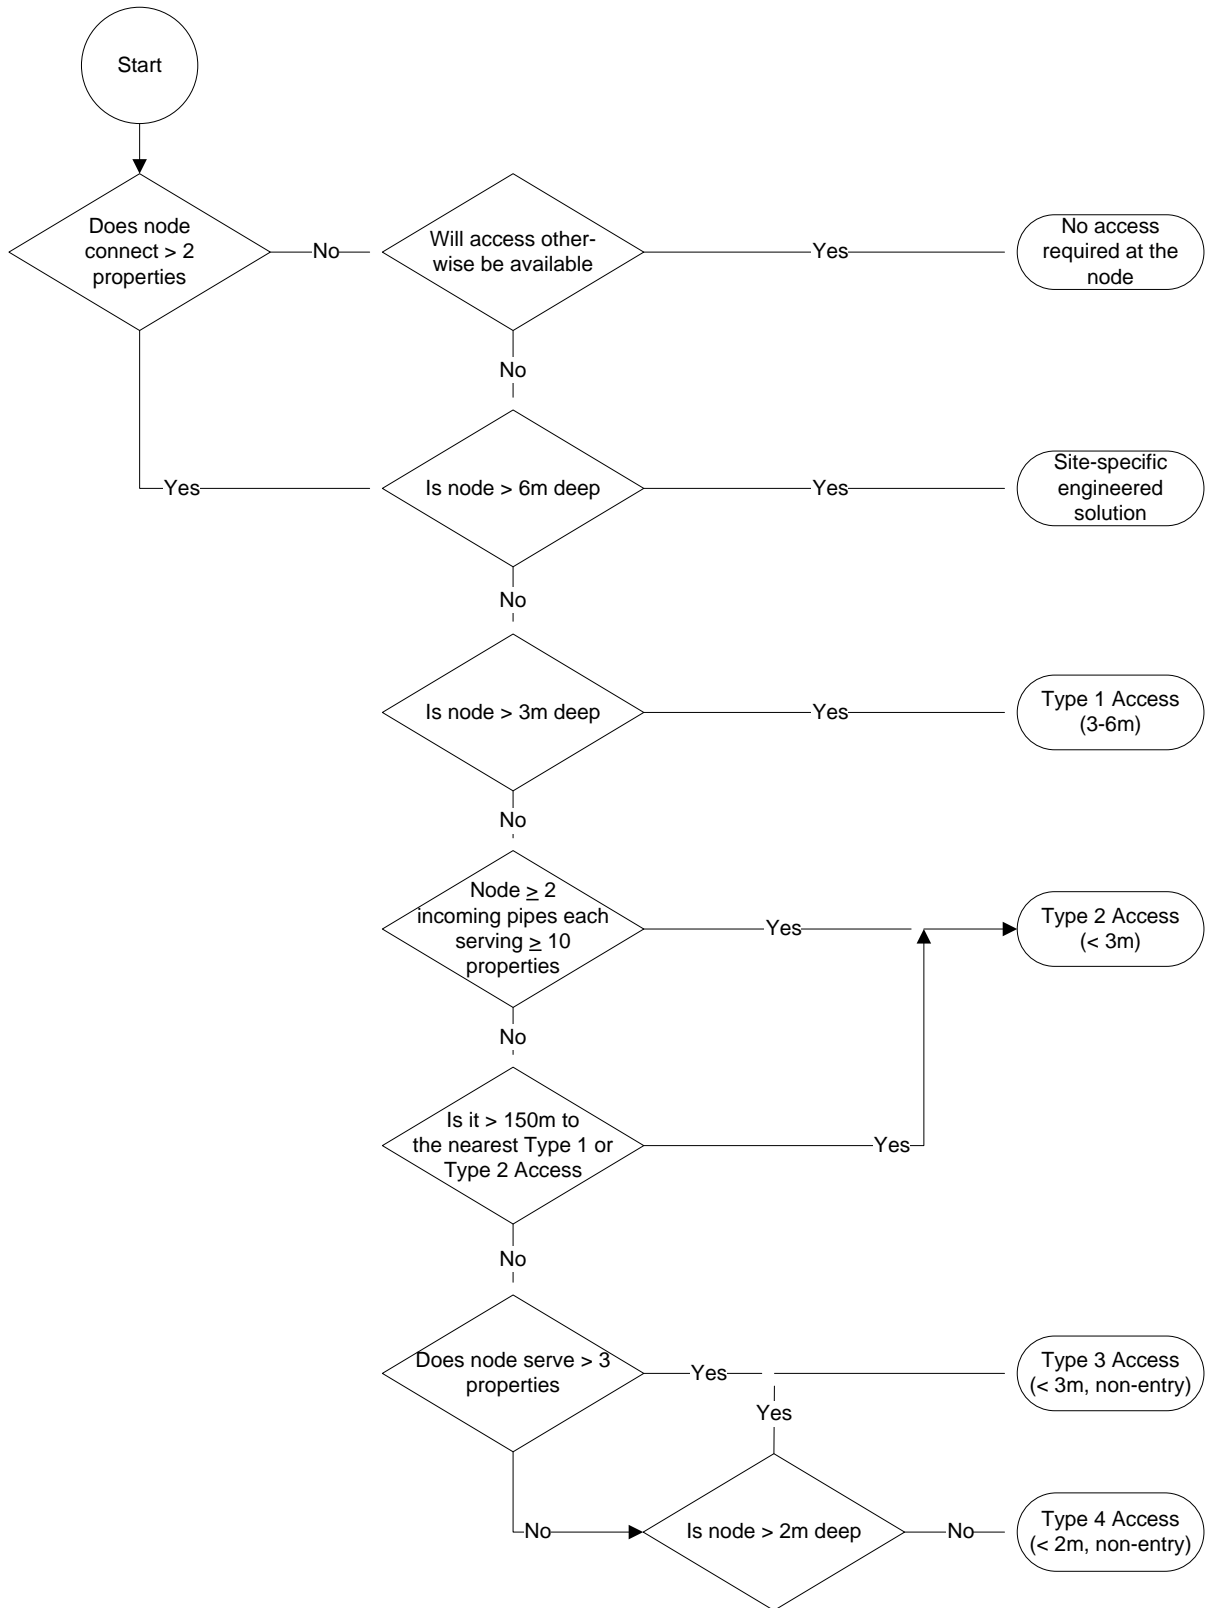 Start
Does node
connect > 2
properties
No
Will access other-
wise be available
Yes
No access
required at the
node
No
Yes
Is node > 6m deep
Yes
Site-specific
engineered
solution
No
Is node > 3m deep
Yes
Type 1 Access
(3-6m)
No
Node ≥ 2
incoming pipes each
serving ≥ 10
properties
Yes
Type 2 Access
(< 3m)
No
Is it > 150m to
the nearest Type 1 or
Type 2 Access
Yes
No
Does node serve > 3
properties
Yes
Type 3 Access
(< 3m, non-entry)
Yes
No
Is node > 2m deep
No
Type 4 Access
(< 2m, non-entry)